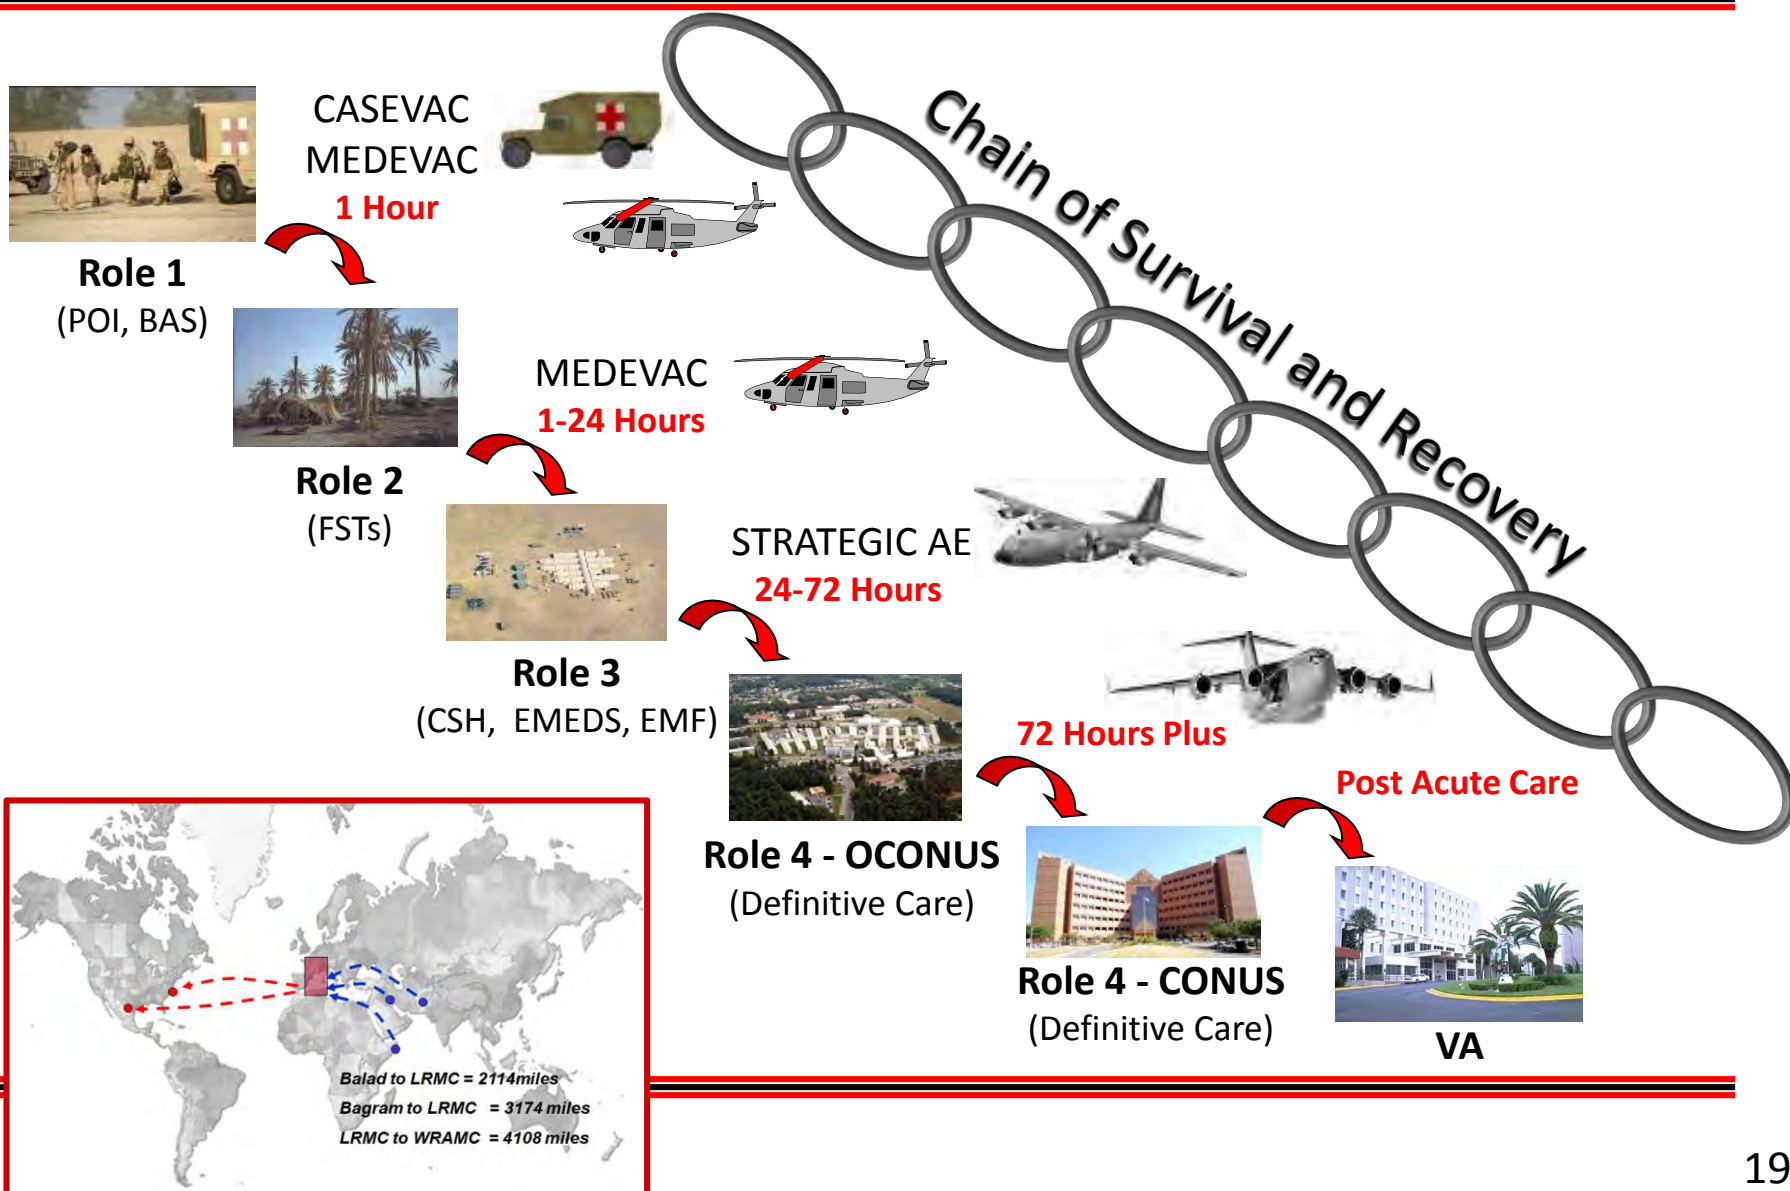 CASEVAC
MEDEVAC
1 Hour
Role 1
(POI, BAS)
Chain of Survival and Recovery
MEDEVAC
1-24 Hours
Role 2
(FSTs)
STRATEGIC AE
24-72 Hours
Role 3
(CSH, EMEDS, EMF)
72 Hours Plus
Role 4 - OCONUS
(Definitive Care)
Post Acute Care
Role 4 - CONUS
(Definitive Care)
VA
Balad to LRMC = 2114miles
Bagram to LRMC = 3174 miles
LRMC to WRAMC = 4108 miles
19